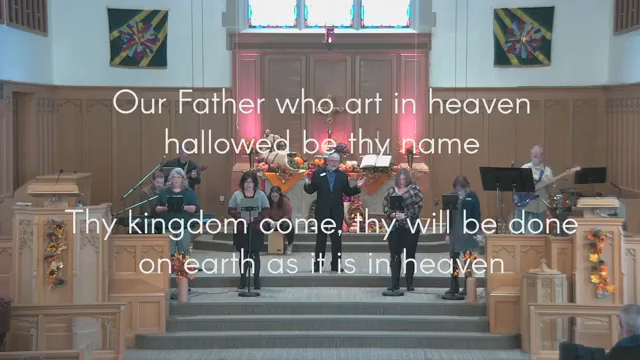 Our Father who art in heaven
hallowed be thy name
Thy kingdom come, thy will be done
on earth as it is in heaven